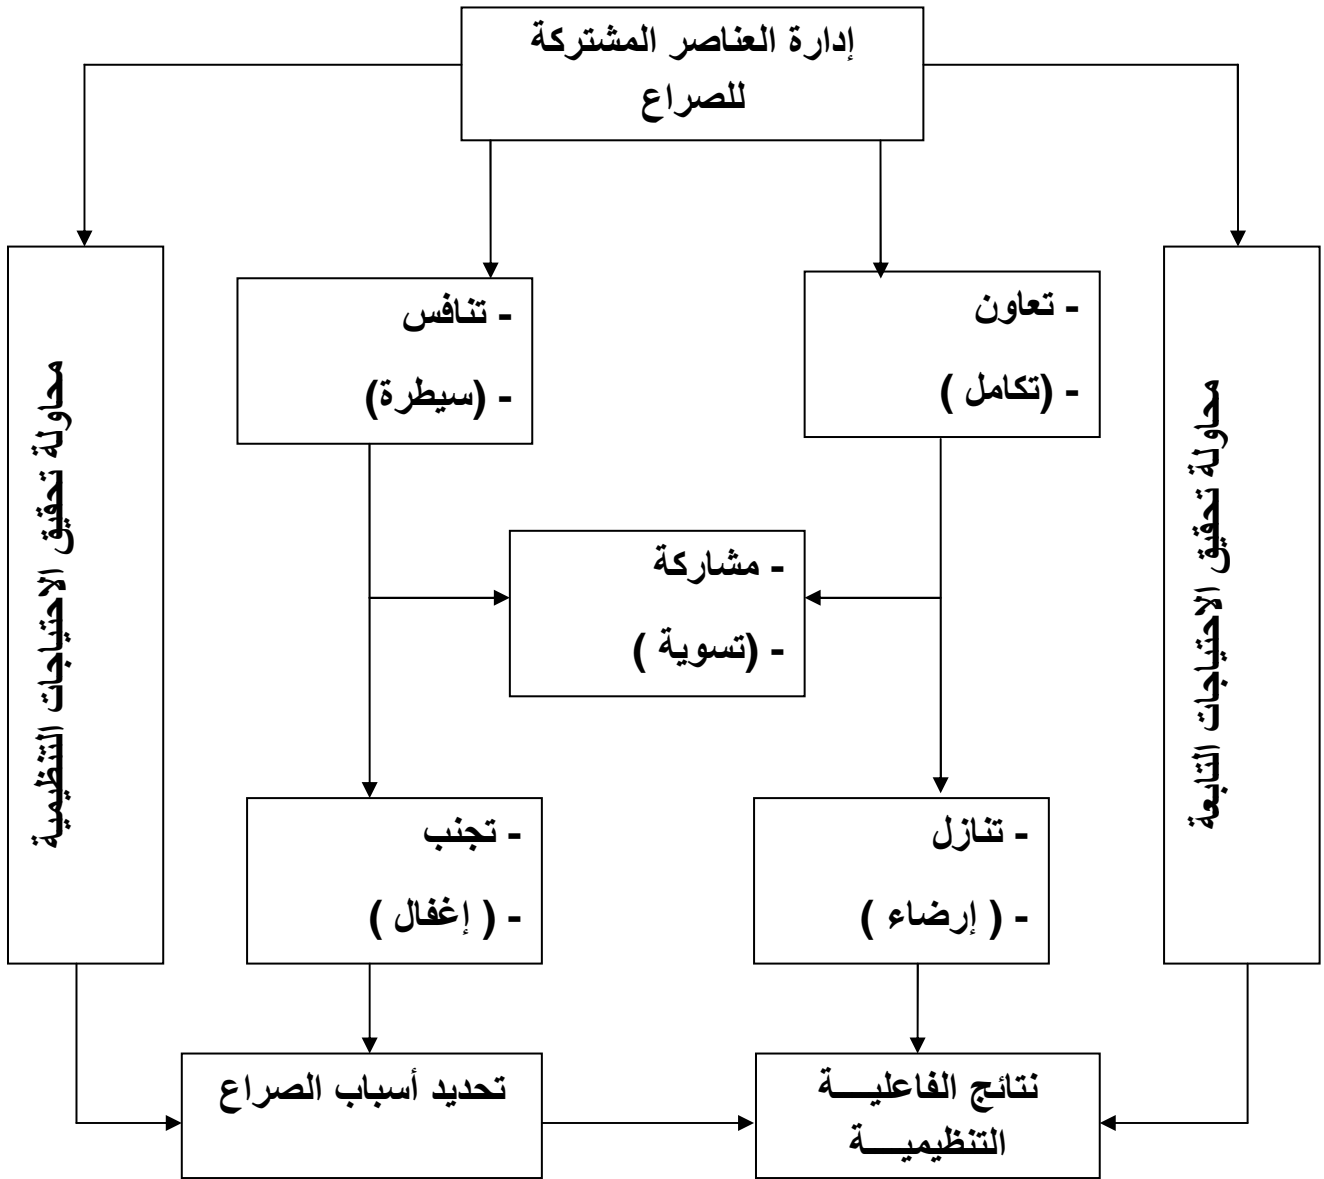 إدارة العناصر المشتركة
للصراع
- تعاون
- (تكامل )
- تنافس
- (سيطرة)
محاولة تحقيق الاحتياجات التابعة
محاولة تحقيق الاحتياجات التنظيمية
- مشاركة
- (تسوية )
- تنازل
- ( إرضاء )
- تجنب
- ( إغفال )
نتائج الفاعليـــة
التنظيميـــة
تحديد أسباب الصراع